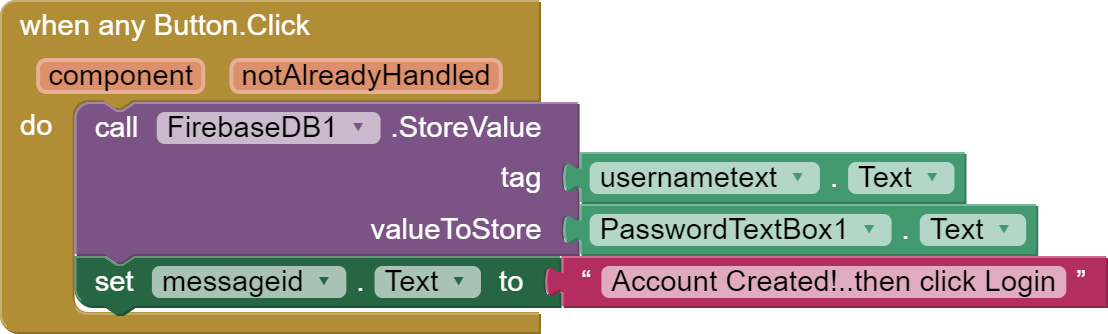 when any Button.Click
component notAlreadyHandled
do call FirebaseDB1 .StoreValue
tag usernametext . Text
valueToStore PasswordTextBox1 . Text
set messageid . Text to “ Account Created!..then click Login ”